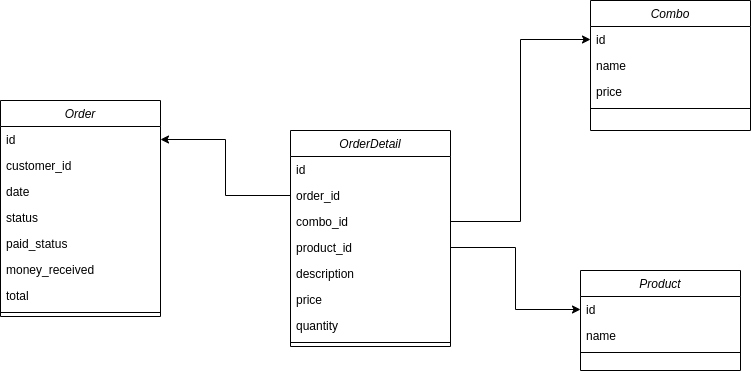 Combo
id
name
price
Order
id
customer_id
date
status
paid_status
money_received
total
OrderDetail
id
order_id
combo_id
product_id
description
price
quantity
Product
id
name